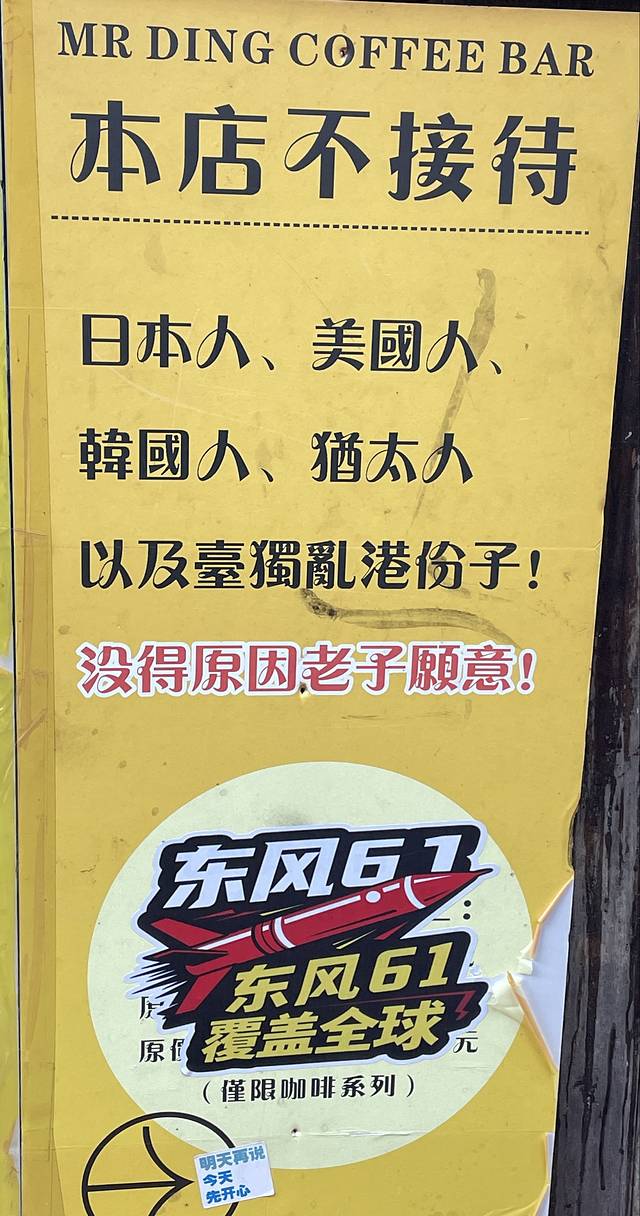 MR DING COFFEE BAR
本店不接待
日本人、美國人、
韓國人、猶太人
以及臺獨亂港份子!
没得原因老子願意!
东风61
东风61
覆盖全球
原價
元
(僅限咖啡系列)
明天再说
今天
先开心